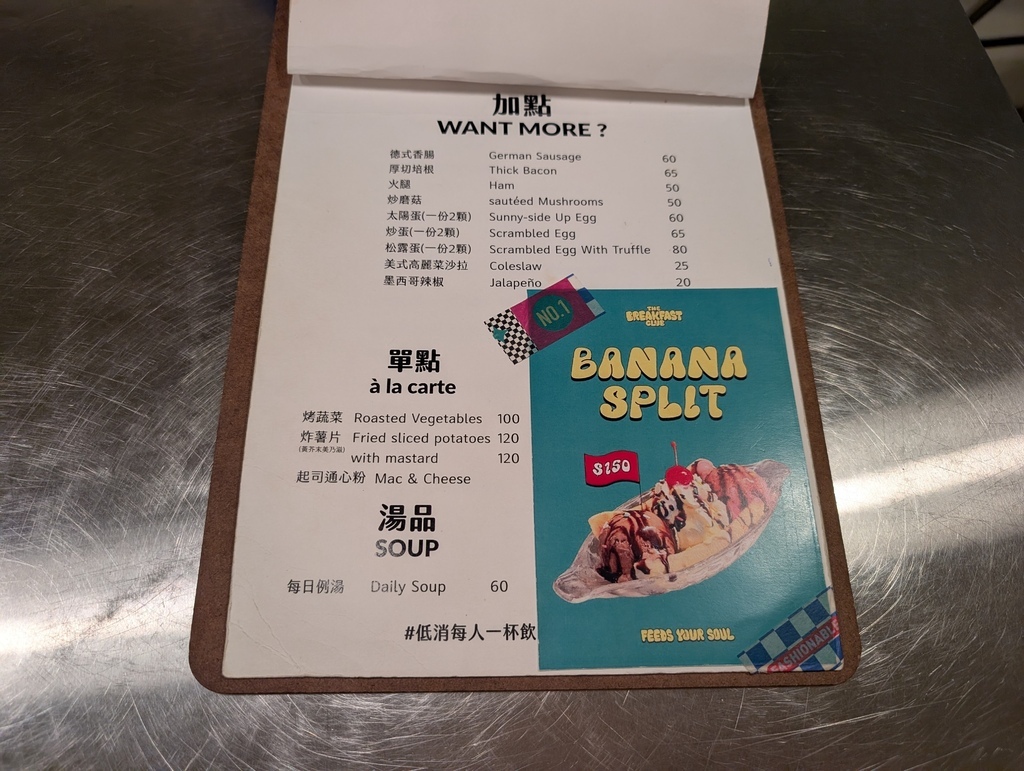 加點
WANT MORE ?
德式香腸 German Sausage 60
厚切培根 Thick Bacon 65
火腿 Ham 50
炒磨菇 sautéed Mushrooms 50
太陽蛋(一份2顆) Sunny-side Up Egg 60
炒蛋(一份2顆) Scrambled Egg 65
松露蛋(一份2顆) Scrambled Egg With Truffle 80
美式高麗菜沙拉 Coleslaw 25
墨西哥辣椒 Jalapeño 20
單點
à la carte
烤蔬菜 Roasted Vegetables 100
炸薯片 Fried sliced potatoes 120
(黃芥末美乃滋) with mastard 120
起司通心粉 Mac & Cheese
湯品
SOUP
每日例湯 Daily Soup 60
#低消每人一杯飲
NO.1
THE
BREAKFAST
CLUB
BANANA
SPLIT
$150
FEEDS YOUR SOUL
FASHIONABLE